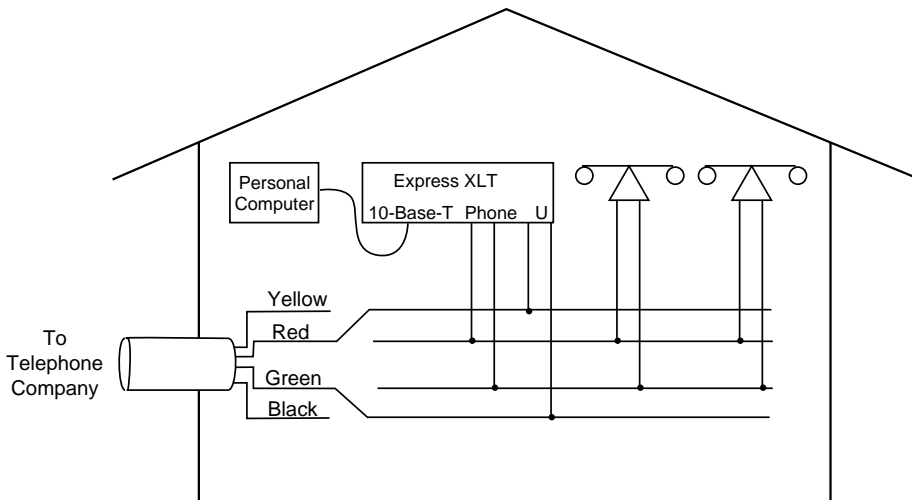 Personal
Computer
Express XLT
10-Base-T Phone U
Yellow
Red
To
Telephone
Company
Green
Black